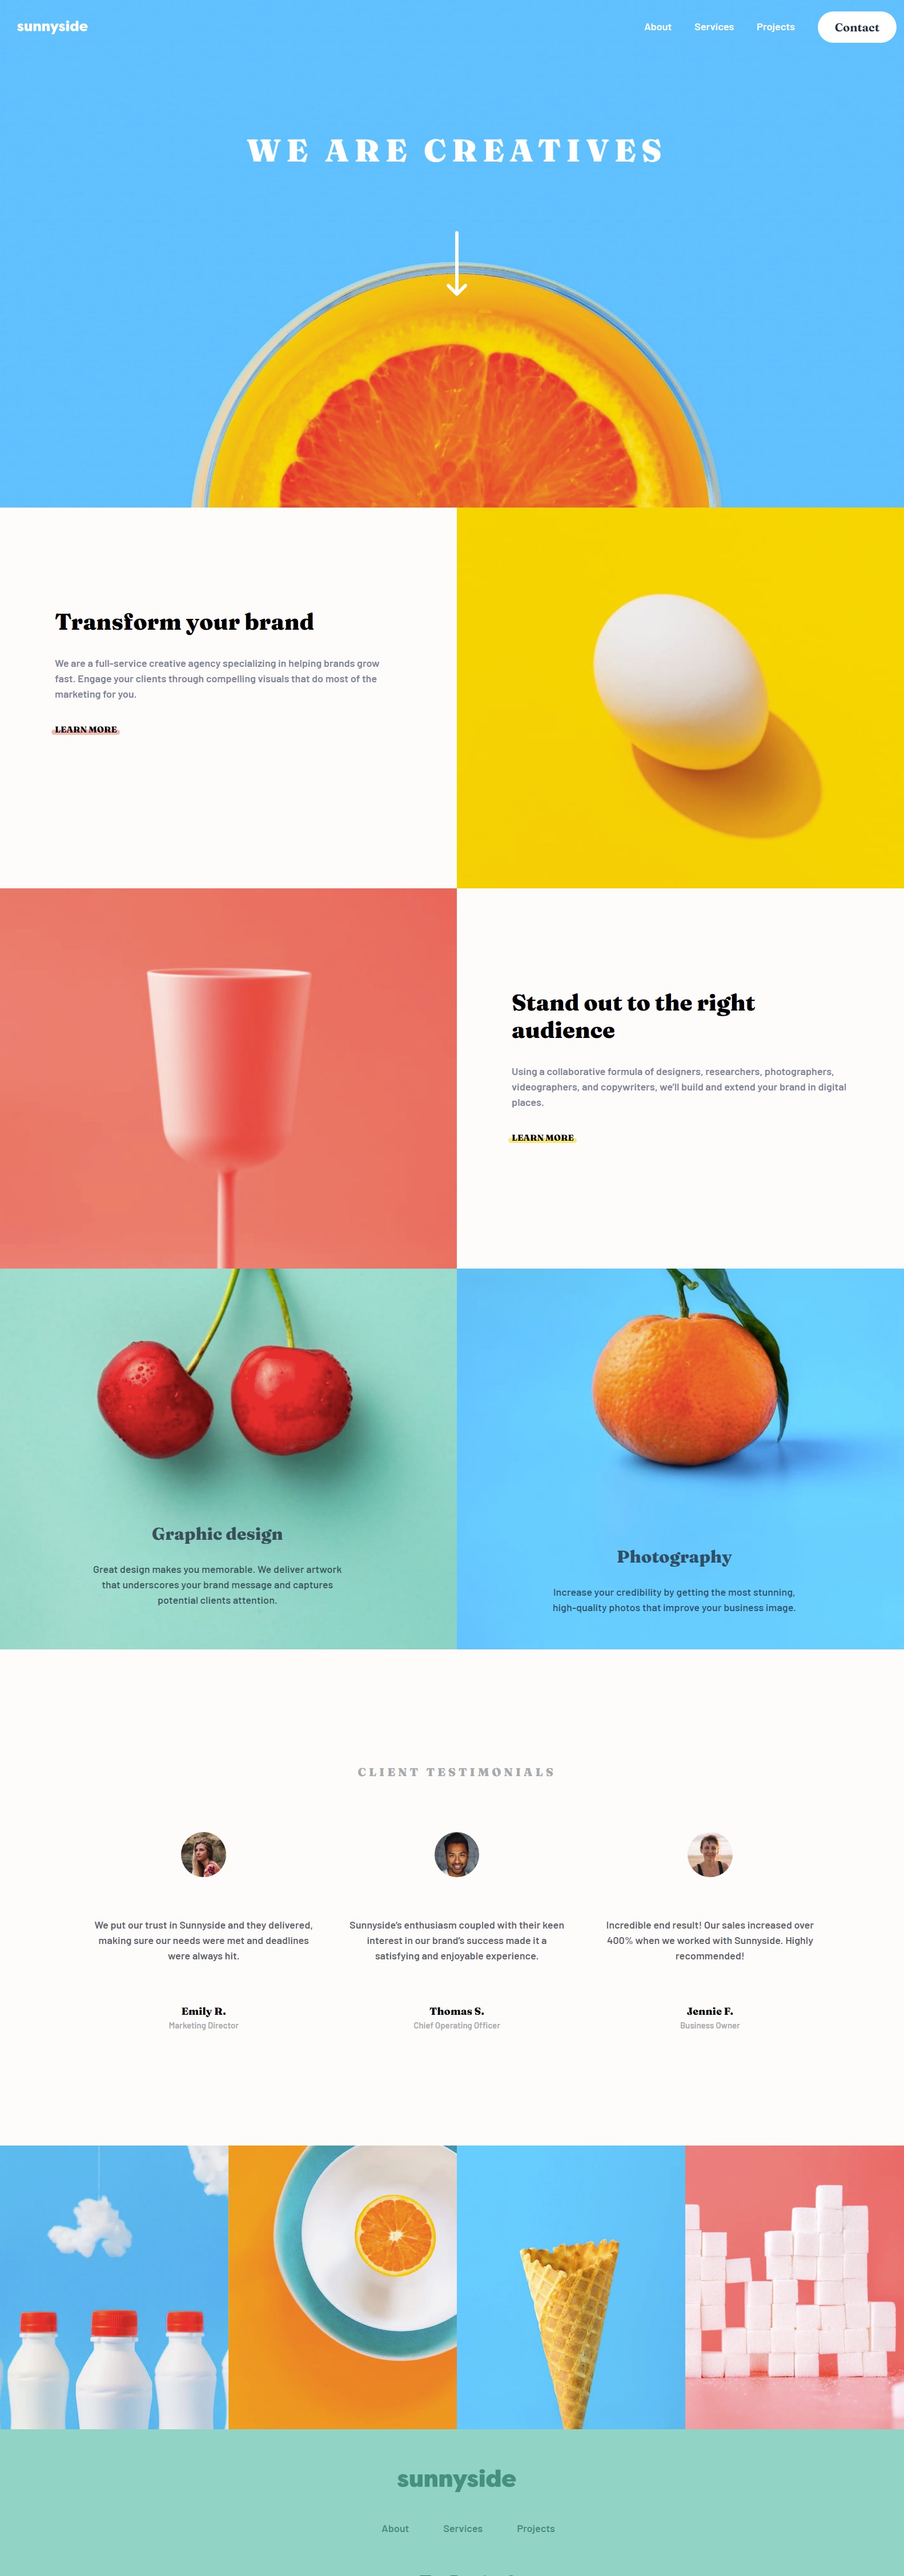 sunnyside
About Services Projects Contact
WE ARE CREATIVES
Transform your brand
We are a full-service creative agency specializing in helping brands grow
fast. Engage your clients through compelling visuals that do most of the
marketing for you.
LEARN MORE
Stand out to the right
audience
Using a collaborative formula of designers, researchers, photographers,
videographers, and copywriters, we'll build and extend your brand in digital
places.
LEARN MORE
Graphic design
Great design makes you memorable. We deliver artwork
that underscores your brand message and captures
potential clients attention.
Photography
Increase your credibility by getting the most stunning,
high-quality photos that improve your business image.
CLIENT TESTIMONIALS
We put our trust in Sunnyside and they delivered,
making sure our needs were met and deadlines
were always hit.
Emily R.
Marketing Director
Sunnyside's enthusiasm coupled with their keen
interest in our brand's success made it a
satisfying and enjoyable experience.
Thomas S.
Chief Operating Officer
Incredible end result! Our sales increased over
400% when we worked with Sunnyside. Highly
recommended!
Jennie F.
Business Owner
sunnyside
About Services Projects